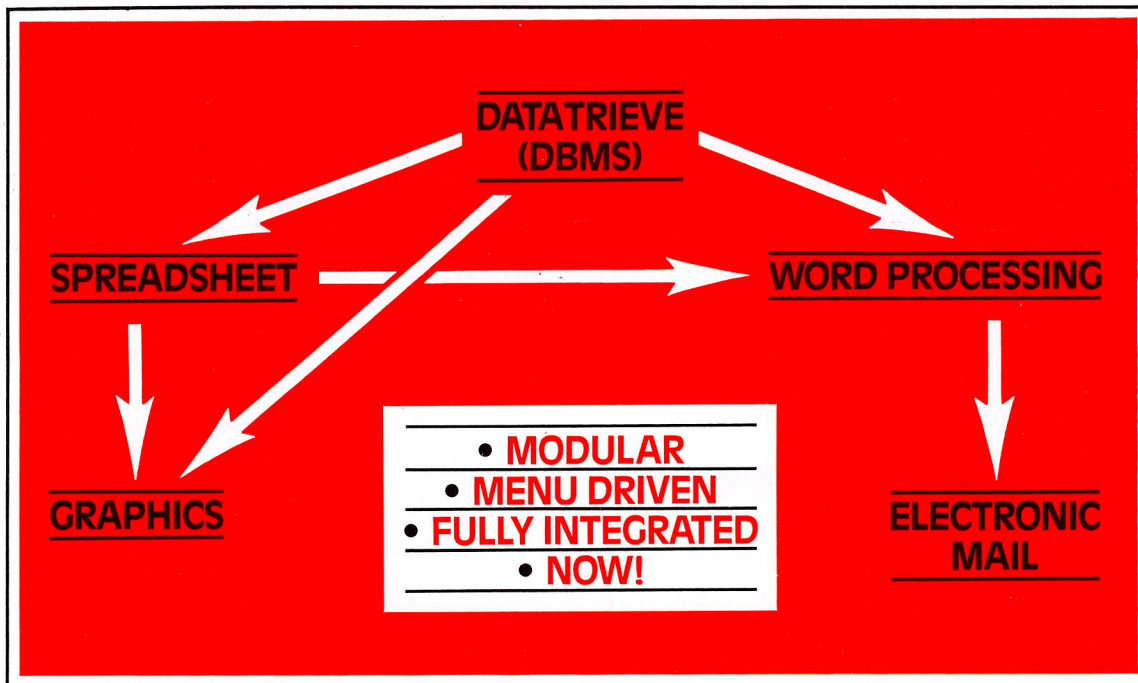 DATATRIEVE
(DBMS)
SPREADSHEET
WORD PROCESSING
GRAPHICS
• MODULAR
• MENU DRIVEN
• FULLY INTEGRATED
• NOW!
ELECTRONIC
MAIL